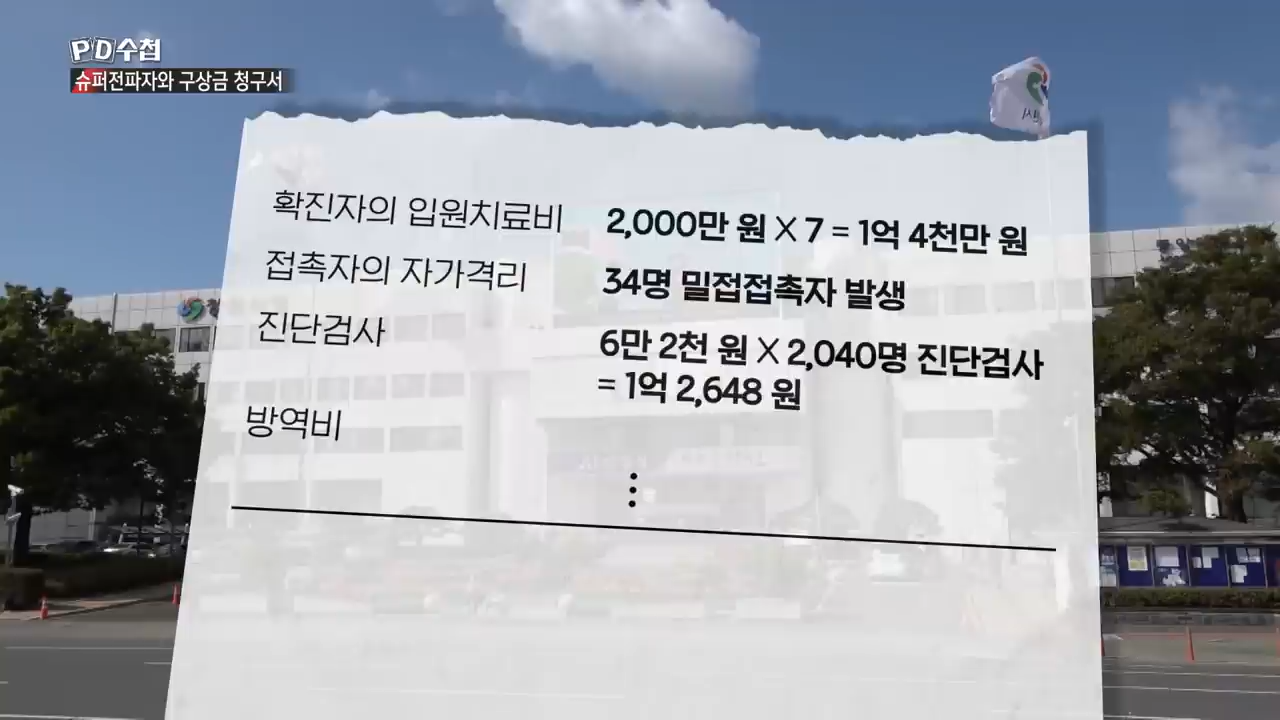 PD수첩
슈퍼전파자와 구상금 청구서
확진자의 입원치료비 2,000만 원 X 7 = 1억 4천만 원
접촉자의 자가격리 34명 밀접접촉자 발생
진단검사 6만 2천 원 X 2,040명 진단검사
= 1억 2,648 원
방역비
⋮